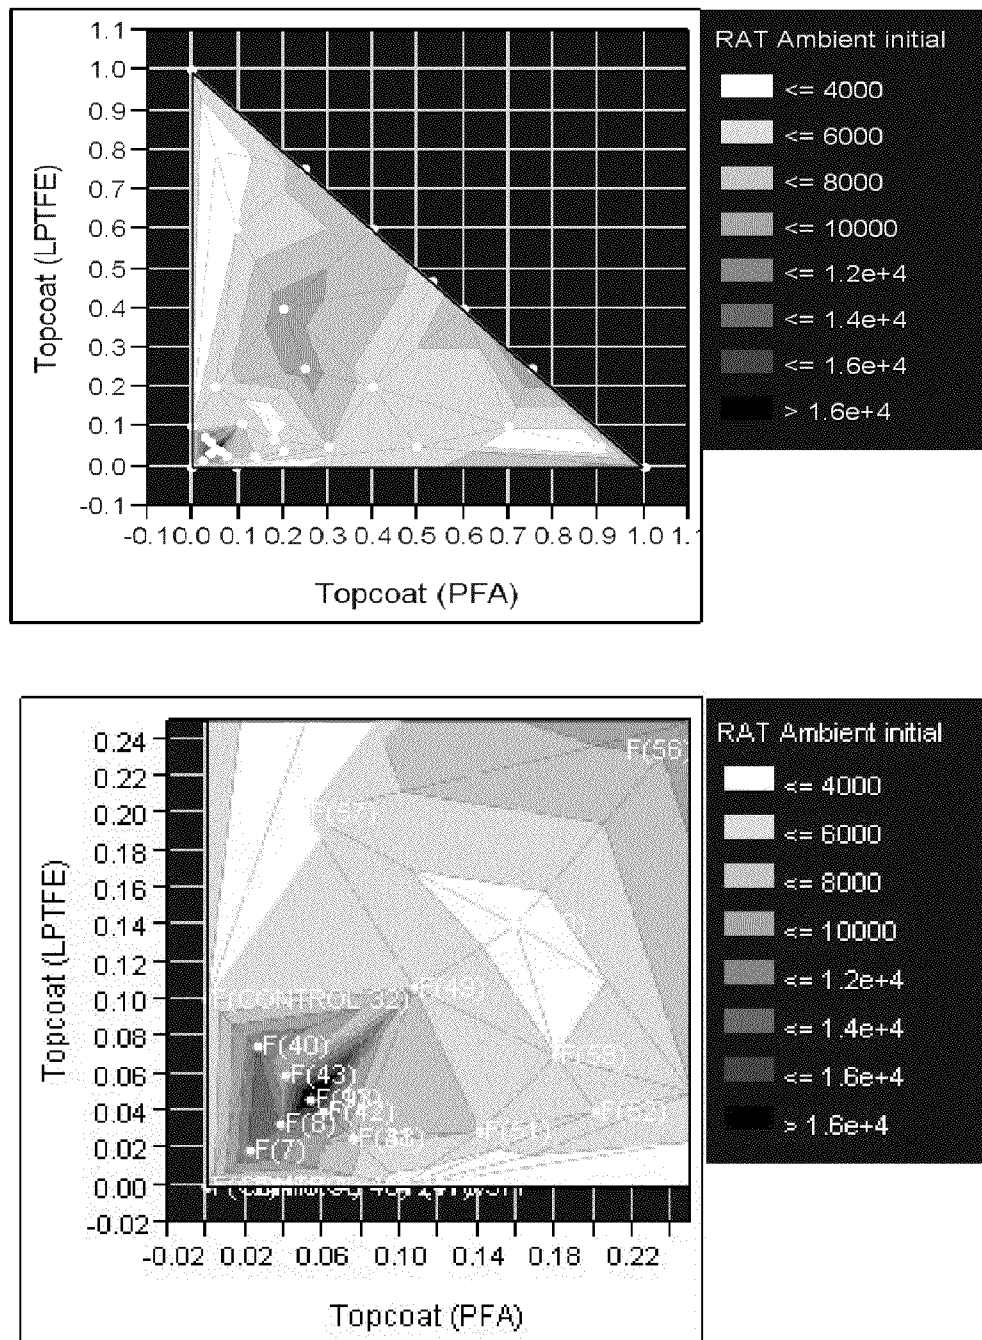 1.1
1.0
0.9
0.8
0.7
0.6
0.5
0.4
0.3
0.2
0.1
0.0
-0.1
Topcoat (LPTFE)
-0.1 0.0 0.1 0.2 0.3 0.4 0.5 0.6 0.7 0.8 0.9 1.0 1.
Topcoat (PFA)
RAT Ambient initial
<= 4000
<= 6000
<= 8000
<= 10000
<= 1.2e+4
<= 1.4e+4
<= 1.6e+4
> 1.6e+4
0.24
0.22
0.20
0.18
0.16
0.14
0.12
0.10
0.08
0.06
0.04
0.02
0.00
-0.02
Topcoat (LPTFE)
F(56)
F(57)
F(49)
F(CONTROL 32)
F(40)
F(43)
F(42)
F(8)
F(7)
F(51)
F(52)
-0.02 0.02 0.06 0.10 0.14 0.18 0.22
Topcoat (PFA)
RAT Ambient initial
<= 4000
<= 6000
<= 8000
<= 10000
<= 1.2e+4
<= 1.4e+4
<= 1.6e+4
> 1.6e+4